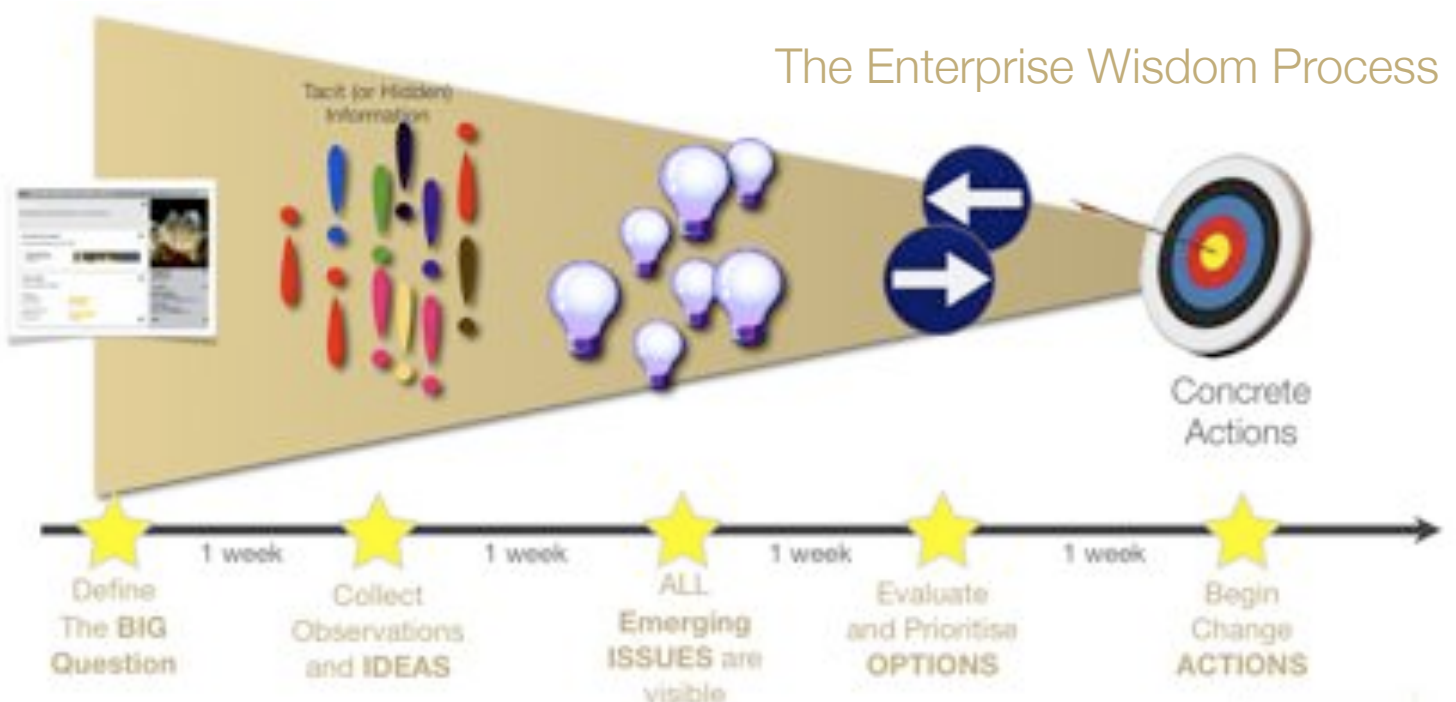 The Enterprise Wisdom Process
Tacit (or Hidden)
Information
Concrete
Actions
1 week
1 week
1 week
1 week
Define
The BIG
Question
Collect
Observations
and IDEAS
ALL
Emerging
ISSUES are
visible
Evaluate
and Prioritise
OPTIONS
Begin
Change
ACTIONS